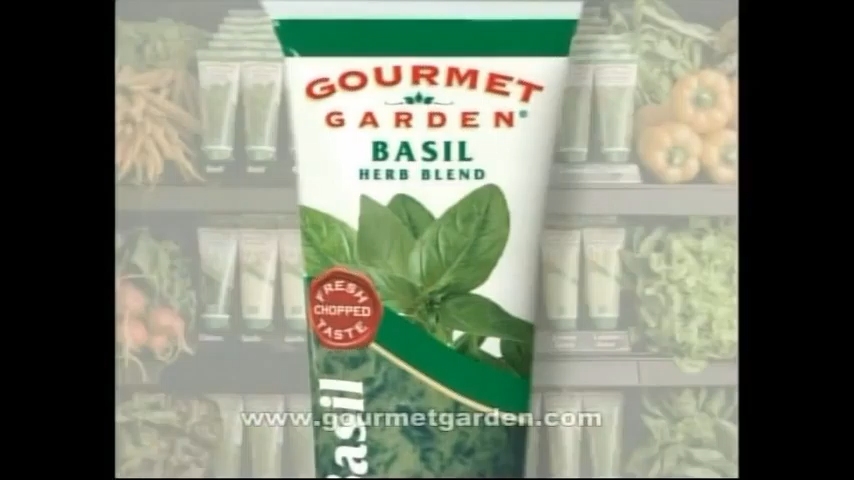 GOURMET
GARDEN®
BASIL
HERB BLEND
FRESH
CHOPPED
TASTE
Basil
www.gourmetgarden.com